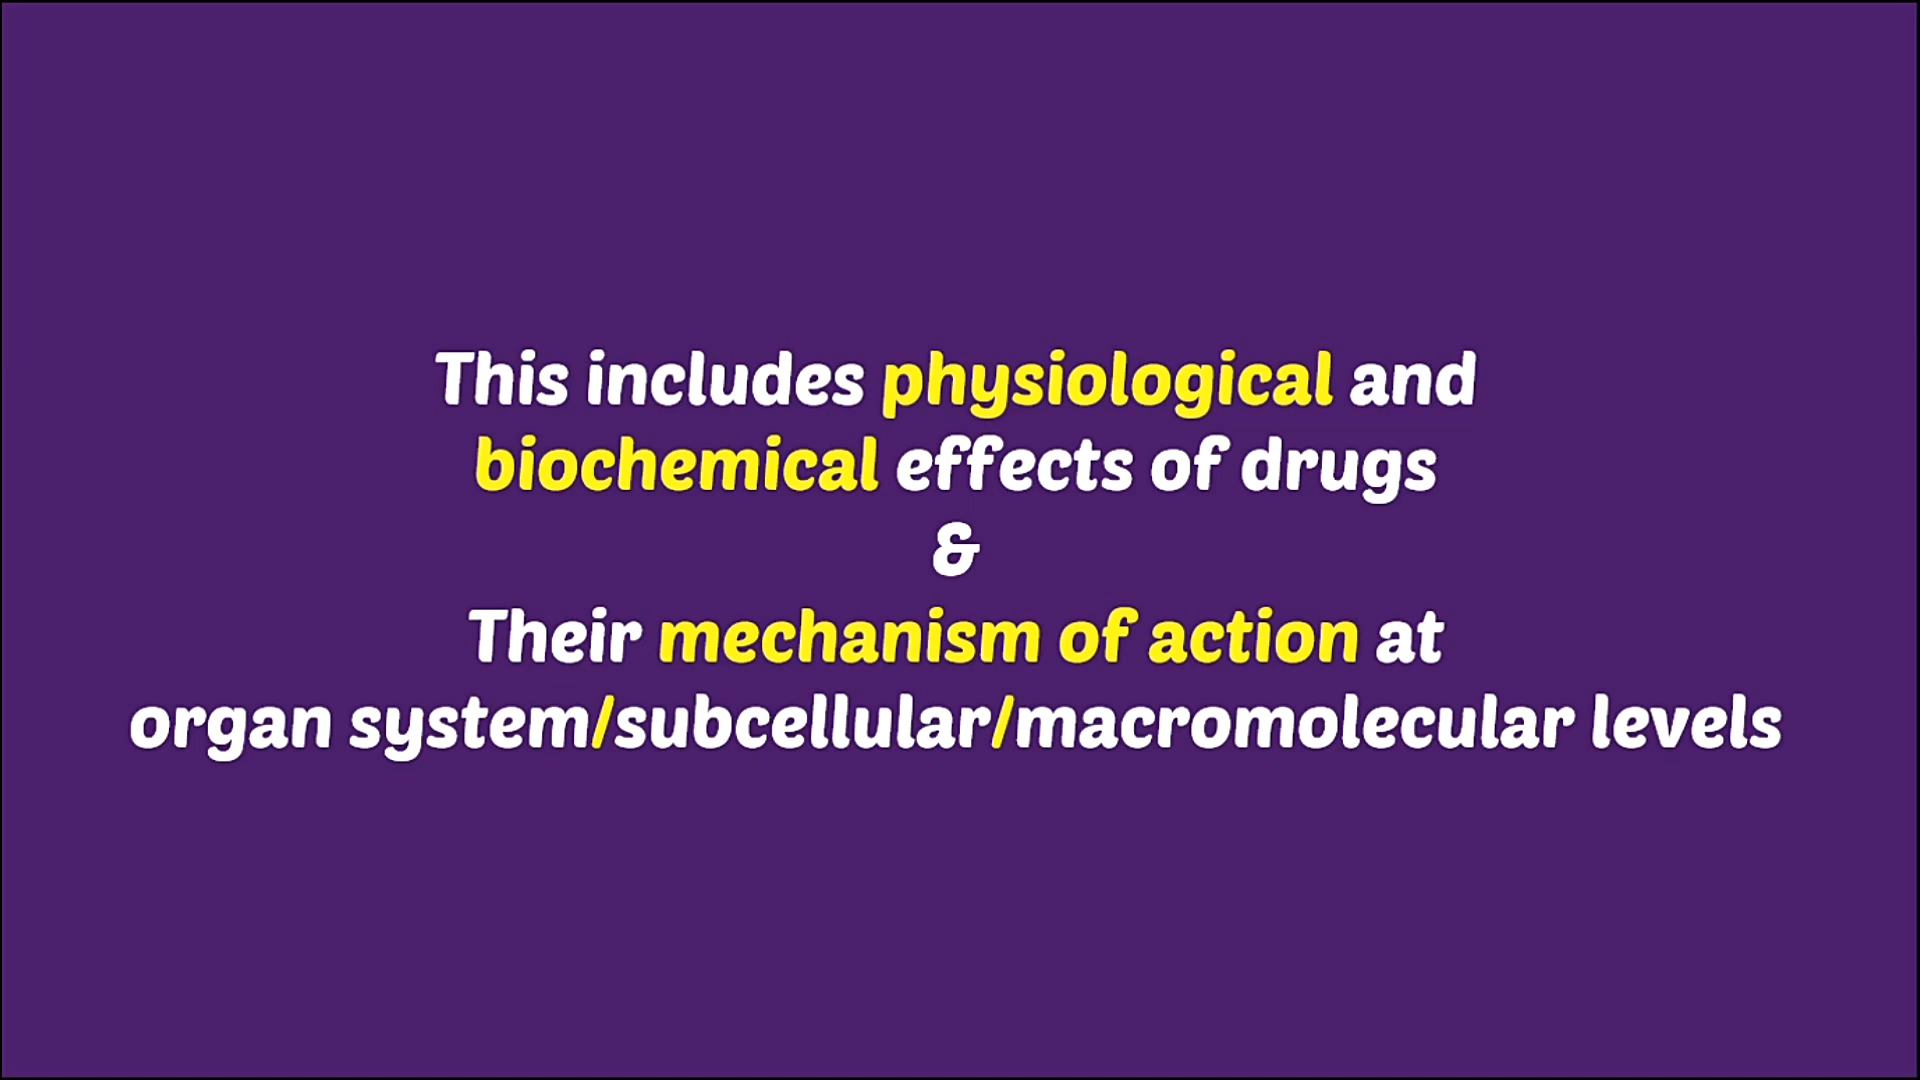 This includes physiological and
biochemical effects of drugs
&
Their mechanism of action at
organ system/subcellular/macromolecular levels